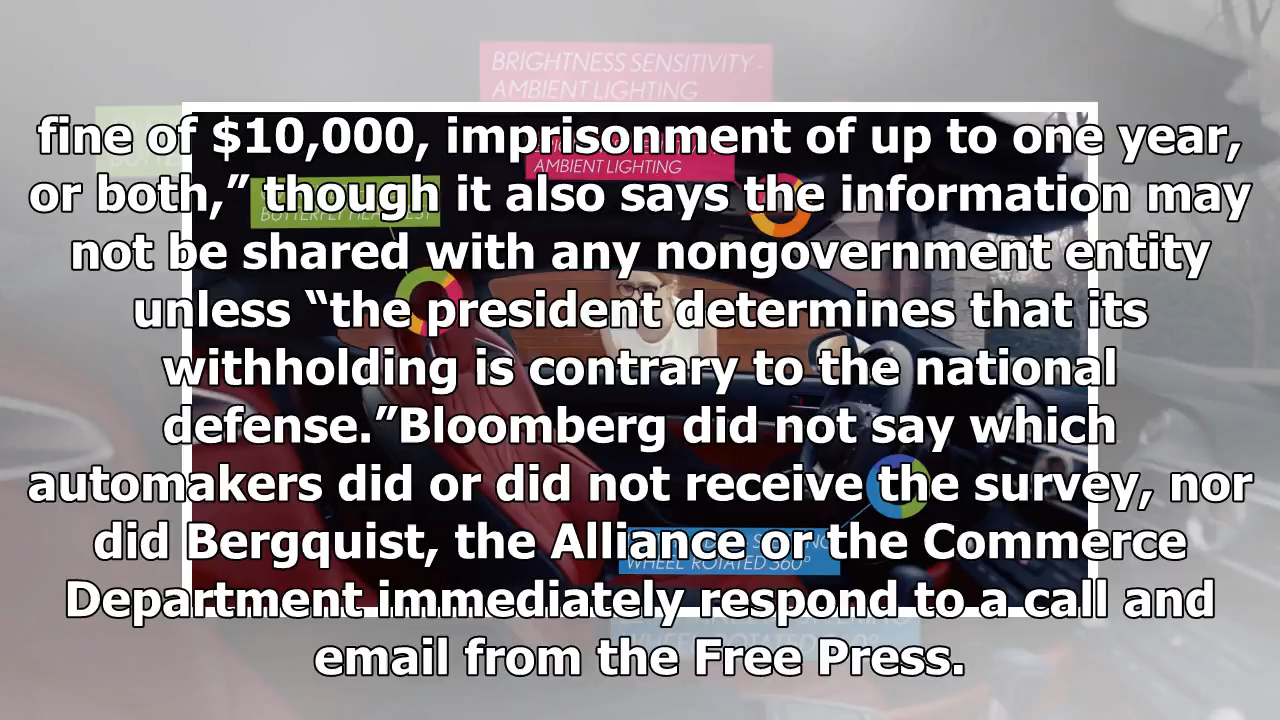 BRIGHTNESS SENSITIVITY -
AMBIENT LIGHTING
fine of $10,000, imprisonment of up to one year,
AMBIENT LIGHTING
or both,” though it also says the information may
not be shared with any nongovernment entity
unless “the president determines that its
withholding is contrary to the national
defense.”Bloomberg did not say which
automakers did or did not receive the survey, nor
did Bergquist, the Alliance or the Commerce
WHEEL ROTATED 360°
Department immediately respond to a call and
email from the Free Press.